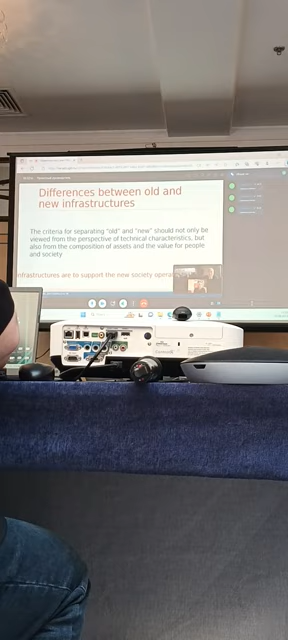 Differences between old and
new infrastructures
The criteria for separating "old" and "new" should not only be
viewed from the perspective of technical characteristics, but
also from the composition of assets and the value for people
and society
nfrastructures are to support the new society opera